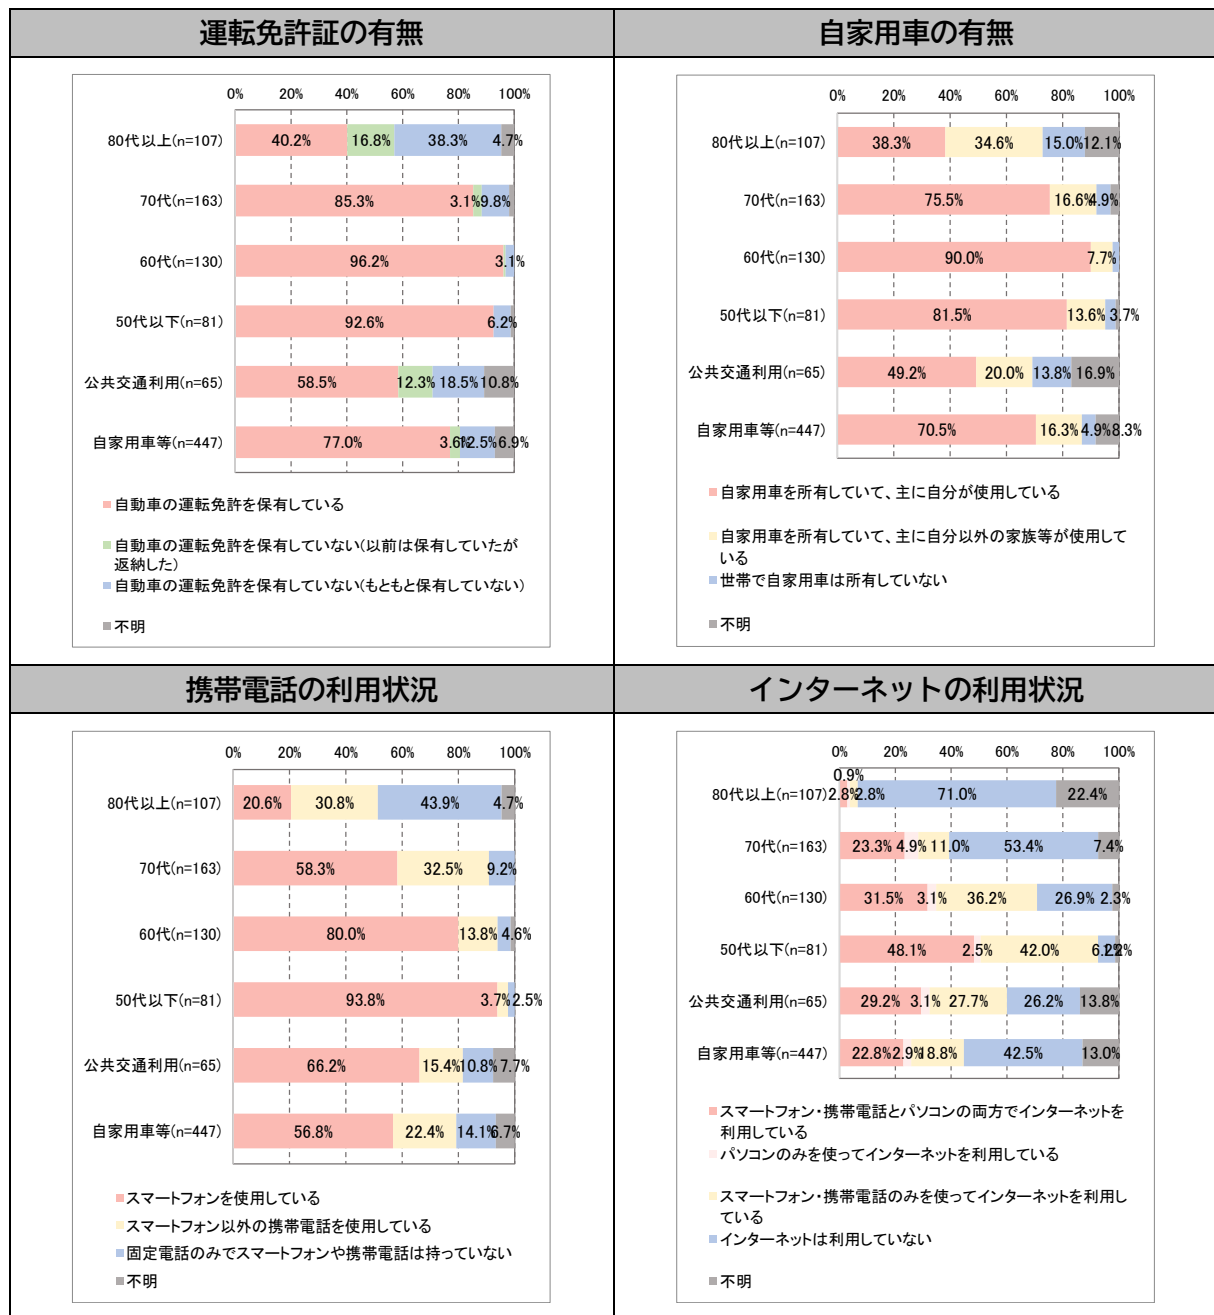 運転免許証の有無
0% 20% 40% 60% 80% 100%
80代以上(n=107) 40.2% 16.8% 38.3% 4.7%
70代(n=163) 85.3% 3.1% 9.8%
60代(n=130) 96.2% 3.1%
50代以下(n=81) 92.6% 6.2%
公共交通利用(n=65) 58.5% 12.3% 18.5% 10.8%
自家用車等(n=447) 77.0% 3.6% 12.5% 6.9%
自動車の運転免許を保有している
自動車の運転免許を保有していない(以前は保有していたが
返納した)
自動車の運転免許を保有していない(もともと保有していない)
不明
自家用車の有無
0% 20% 40% 60% 80% 100%
80代以上(n=107) 38.3% 34.6% 15.0% 12.1%
70代(n=163) 75.5% 16.6% 4.9%
60代(n=130) 90.0% 7.7%
50代以下(n=81) 81.5% 13.6% 3.7%
公共交通利用(n=65) 49.2% 20.0% 13.8% 16.9%
自家用車等(n=447) 70.5% 16.3% 4.9% 8.3%
自家用車を所有していて、主に自分が使用している
自家用車を所有していて、主に自分以外の家族等が使用して
いる
世帯で自家用車は所有していない
不明
携帯電話の利用状況
0% 20% 40% 60% 80% 100%
80代以上(n=107) 20.6% 30.8% 43.9% 4.7%
70代(n=163) 58.3% 32.5% 9.2%
60代(n=130) 80.0% 13.8% 4.6%
50代以下(n=81) 93.8% 3.7% 2.5%
公共交通利用(n=65) 66.2% 15.4% 10.8% 7.7%
自家用車等(n=447) 56.8% 22.4% 14.1% 6.7%
スマートフォンを使用している
スマートフォン以外の携帯電話を使用している
固定電話のみでスマートフォンや携帯電話は持っていない
不明
インターネットの利用状況
0% 20% 40% 60% 80% 100%
80代以上(n=107) 2.8% 0.9% 2.8% 71.0% 22.4%
70代(n=163) 23.3% 4.9% 11.0% 53.4% 7.4%
60代(n=130) 31.5% 3.1% 36.2% 26.9% 2.3%
50代以下(n=81) 48.1% 2.5% 42.0% 6.2% 1.2%
公共交通利用(n=65) 29.2% 3.1% 27.7% 26.2% 13.8%
自家用車等(n=447) 22.8% 2.9% 18.8% 42.5% 13.0%
スマートフォン・携帯電話とパソコンの両方でインターネットを
利用している
パソコンのみを使ってインターネットを利用している
スマートフォン・携帯電話のみを使ってインターネットを利用し
ている
インターネットは利用していない
不明